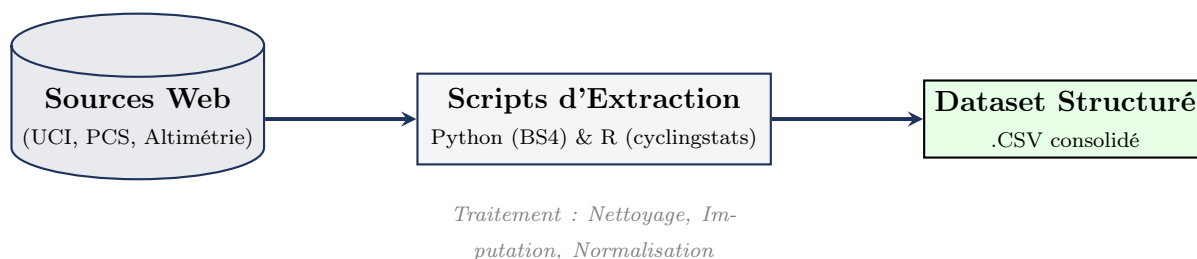 Sources Web
(UCI, PCS, Altimétrie)
Scripts d'Extraction
Python (BS4) & R (cyclingstats)
Dataset Structuré
.CSV consolidé
Traitement : Nettoyage, Im-
putation, Normalisation